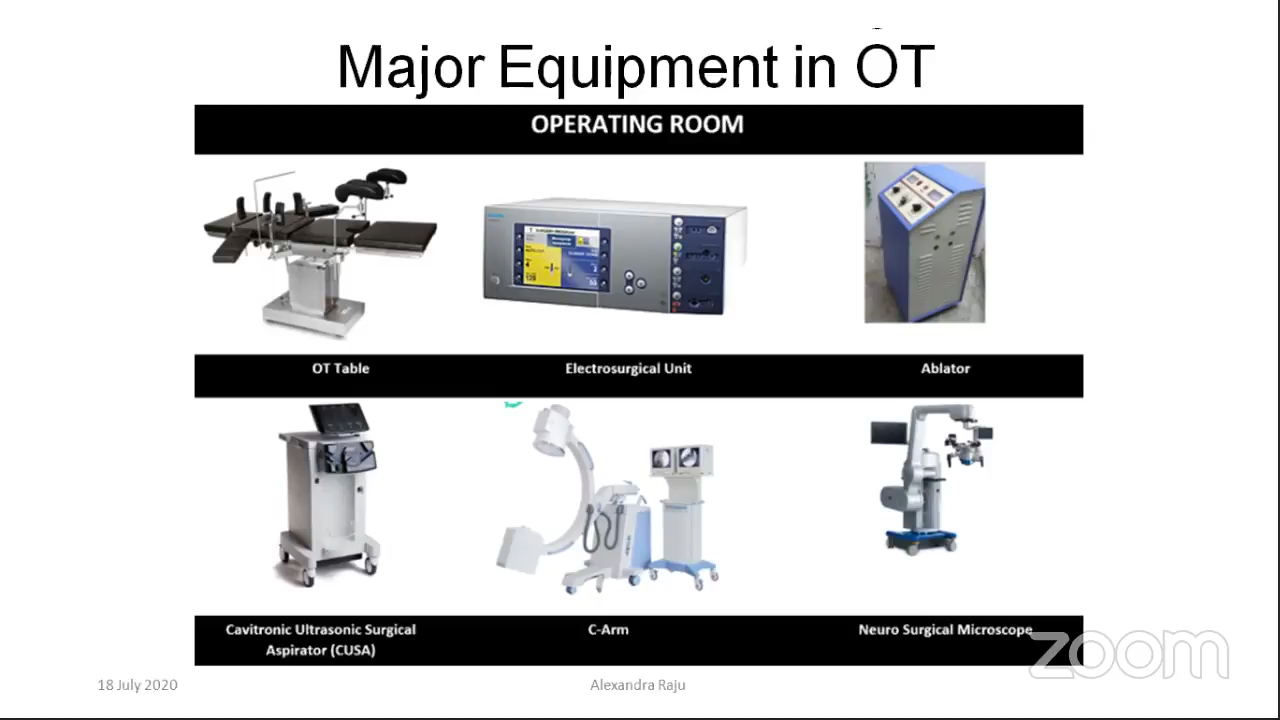 Major Equipment in OT
OPERATING ROOM
OT Table
Electrosurgical Unit
Ablator
Cavitronic Ultrasonic Surgical
Aspirator (CUSA)
C-Arm
Neuro Surgical Microscope
zoom
18 July 2020
Alexandra Raju